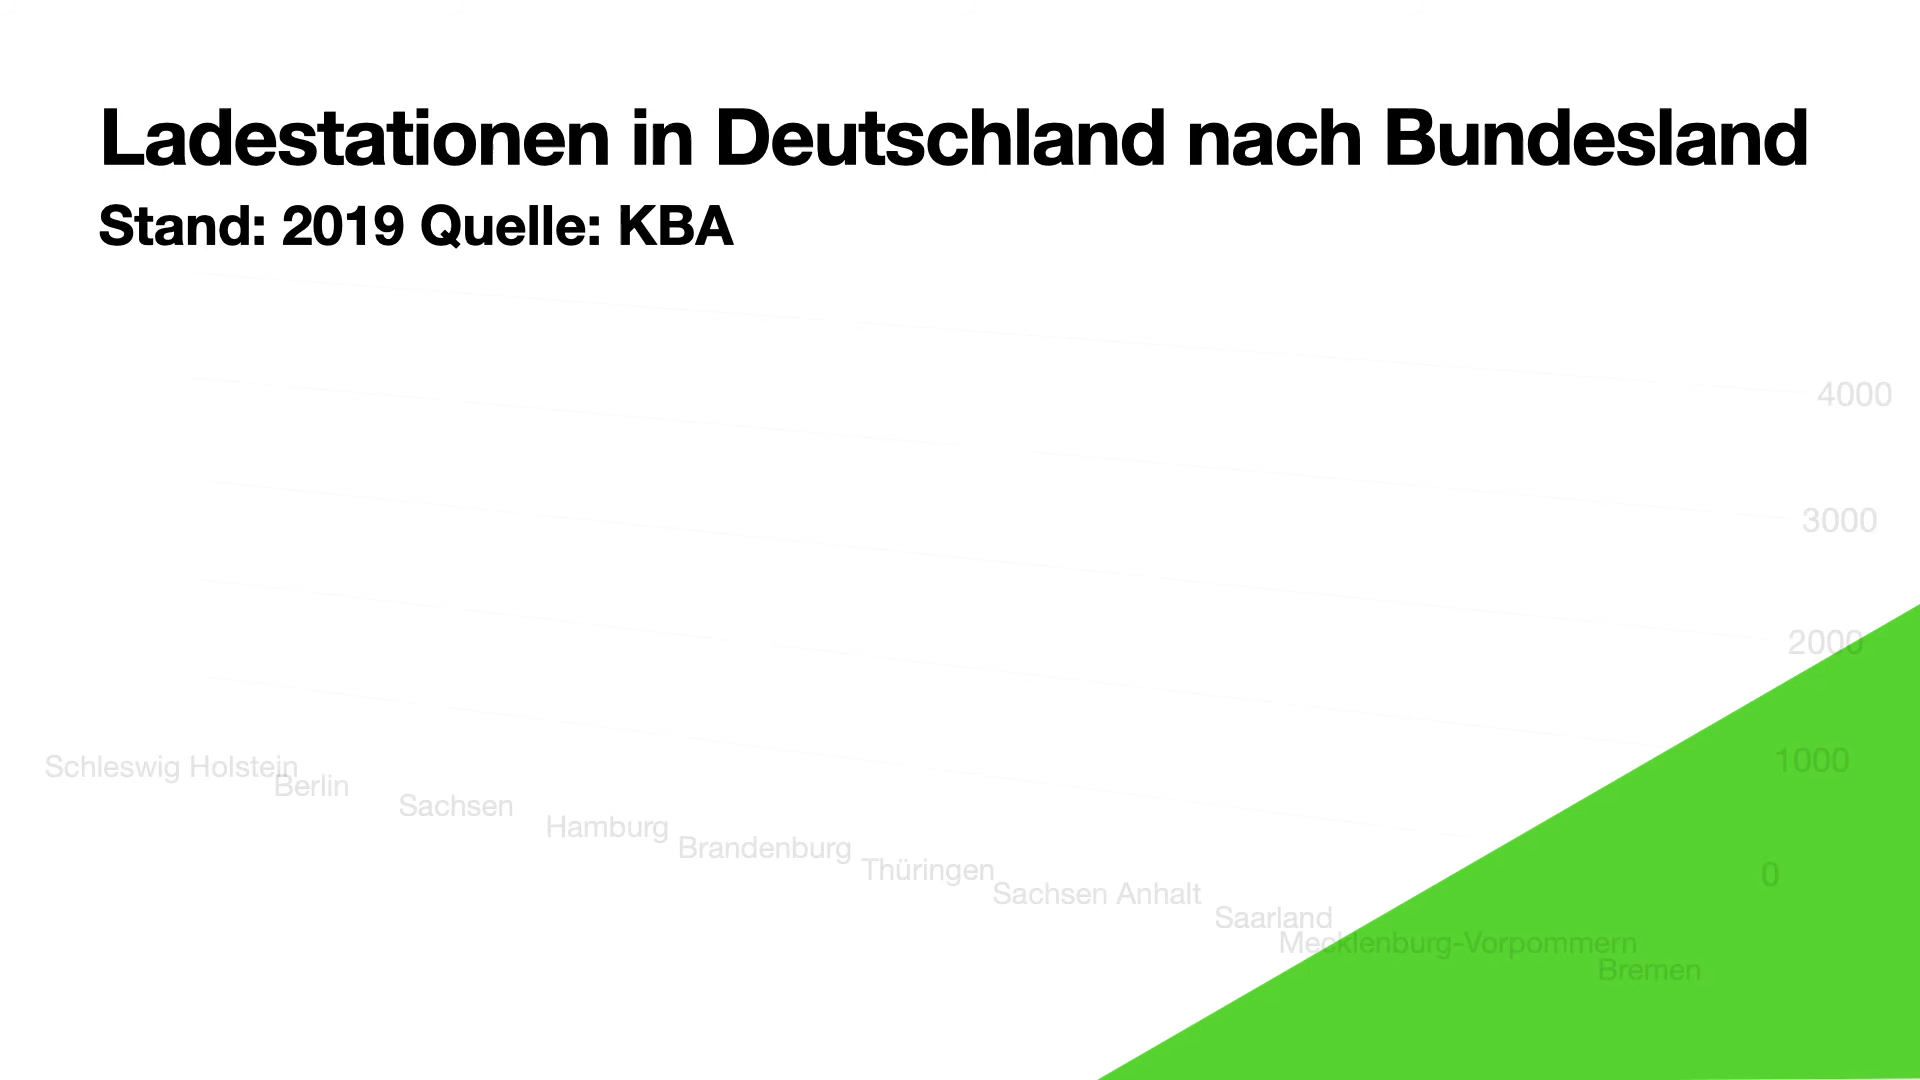 Ladestationen in Deutschland nach Bundesland
Stand: 2019 Quelle: KBA
4000
3000
2000
1000
0
Schleswig Holstein
Berlin
Sachsen
Hamburg
Brandenburg
Thüringen
Sachsen Anhalt
Saarland
Mecklenburg-Vorpommern
Bremen